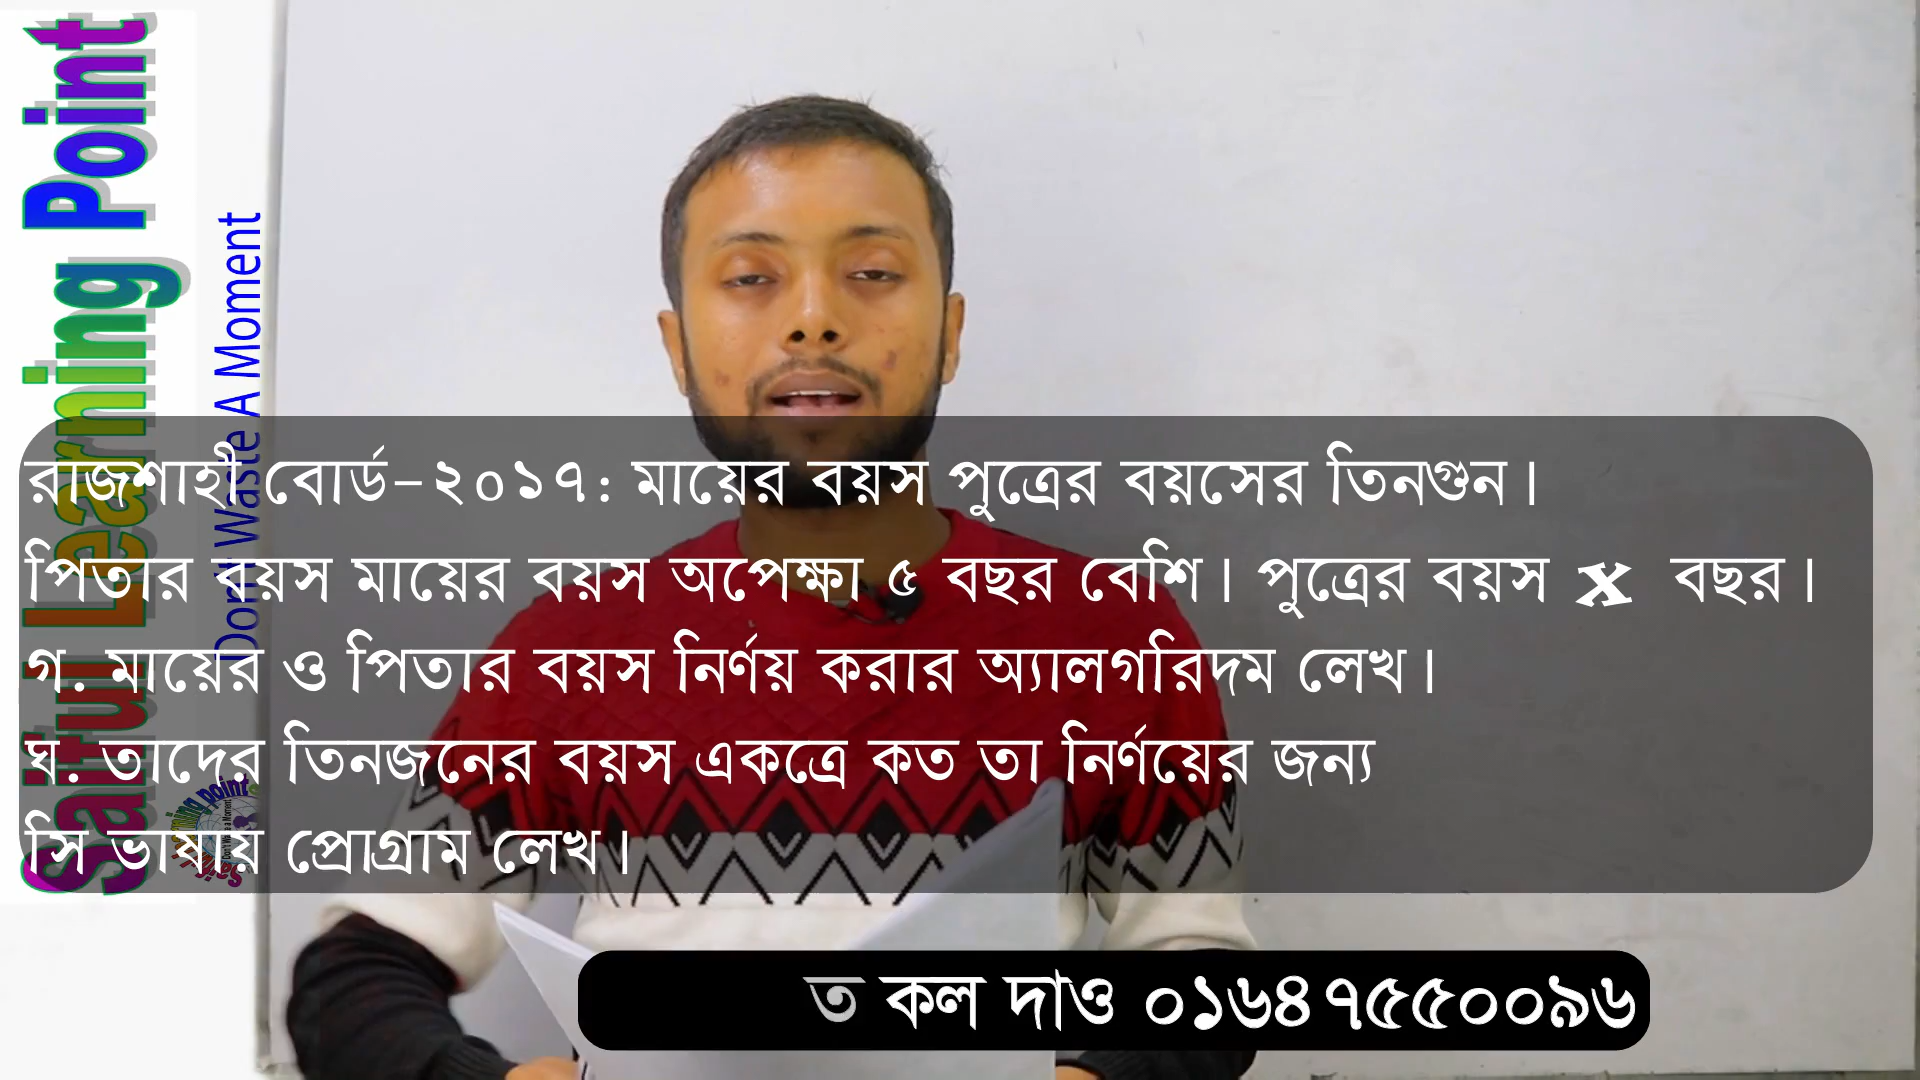 Saiful Learning Point
Don't Waste A Moment
রাজশাহী বোর্ড-২০১৭: মায়ের বয়স পুত্রের বয়সের তিনগুন।
পিতার বয়স মায়ের বয়স অপেক্ষা ৫ বছর বেশি। পুত্রের বয়স x বছর।
গ. মায়ের ও পিতার বয়স নির্ণয় করার অ্যালগরিদম লেখ।
ঘ. তাদের তিনজনের বয়স একত্রে কত তা নির্ণয়ের জন্য
সি ভাষায় প্রোগ্রাম লেখ।
ত কল দাও ০১৬৪৭৫৫০০৯৬